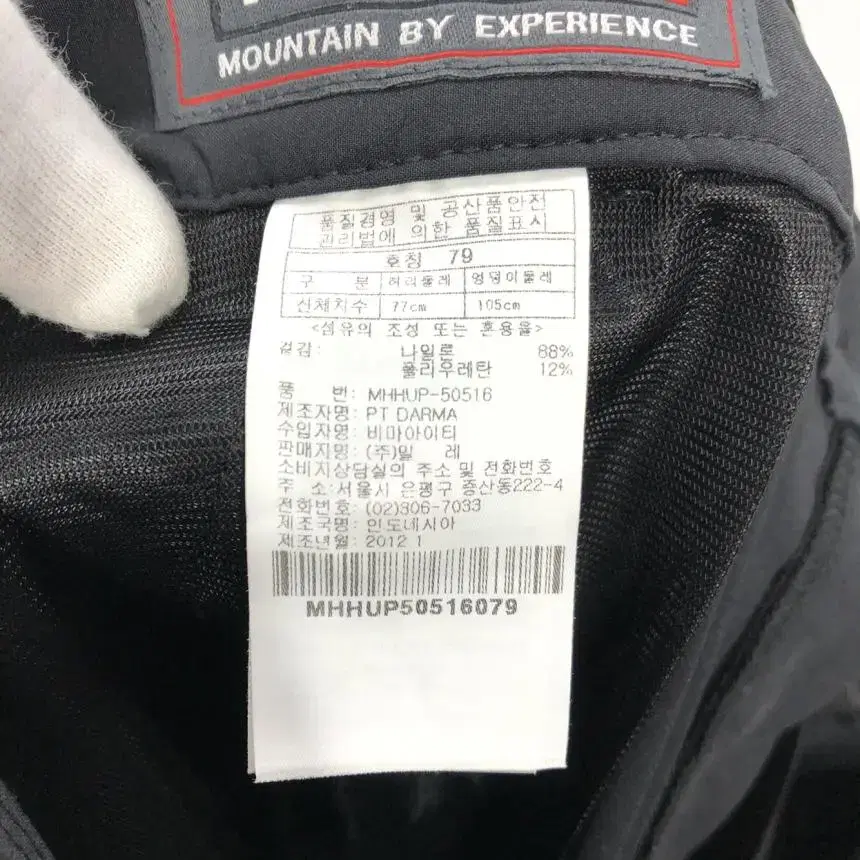 MOUNTAIN BY EXPERIENCE
품질경영 및 공산품안전
관리법에 의한 품질표시
호칭 79
구 분 허리둘레 엉덩이둘레
신체치수 77cm 105cm
<섬유의 조성 또는 혼용율>
겉감: 나일론 88%
폴리우레탄 12%
품 번: MHHUP-50516
제조자명: PT DARMA
수입자명: 비마아이티
판매자명: (주)밀 레
소비자상담실의 주소 및 전화번호
주 소:서울시 은평구 증산동222-4
전화번호: (02)306-7033
제조국명: 인도네시아
제조년월: 2012 1
MHHUP50516079